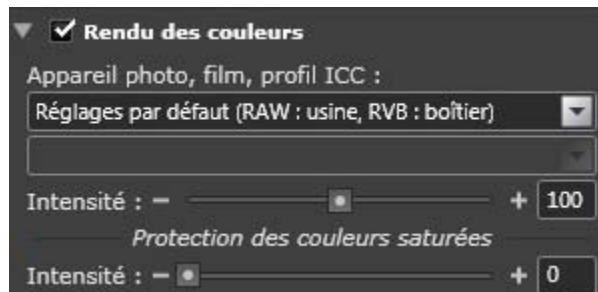 Rendu des couleurs
Appareil photo, film, profil ICC :
Réglages par défaut (RAW : usine, RVB : boîtier)
Intensité : − + 100
Protection des couleurs saturées
Intensité : − + 0